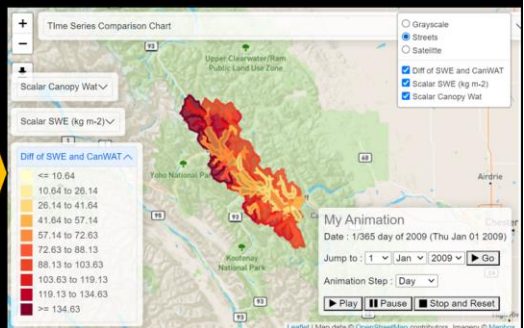 +
−
TIme Series Comparison Chart
Grayscale
Streets
Satelitte
Diff of SWE and CanWAT
Scalar SWE (kg m-2)
Scalar Canopy Wat
93
Upper Clearwater/Ram
Public Land Use Zone
Scalar Canopy Wat
Scalar SWE (kg m-2)
Diff of SWE and CanWAT
<= 10.64
10.64 to 26.14
26.14 to 41.64
41.64 to 57.14
57.14 to 72.63
72.63 to 88.13
88.13 to 103.63
103.63 to 119.13
119.13 to 134.63
>= 134.63
Yoho National Park
68
Airdrie
95
93
Kootenay
National Park
Chester
My Animation
Date : 1/365 day of 2009 (Thu Jan 01 2009)
Jump to : 1 Jan 2009 Go
Animation Step : Day
Play Pause Stop and Reset
Leaflet | Map data © OpenStreetMap contributors, Imagery © Mapbox